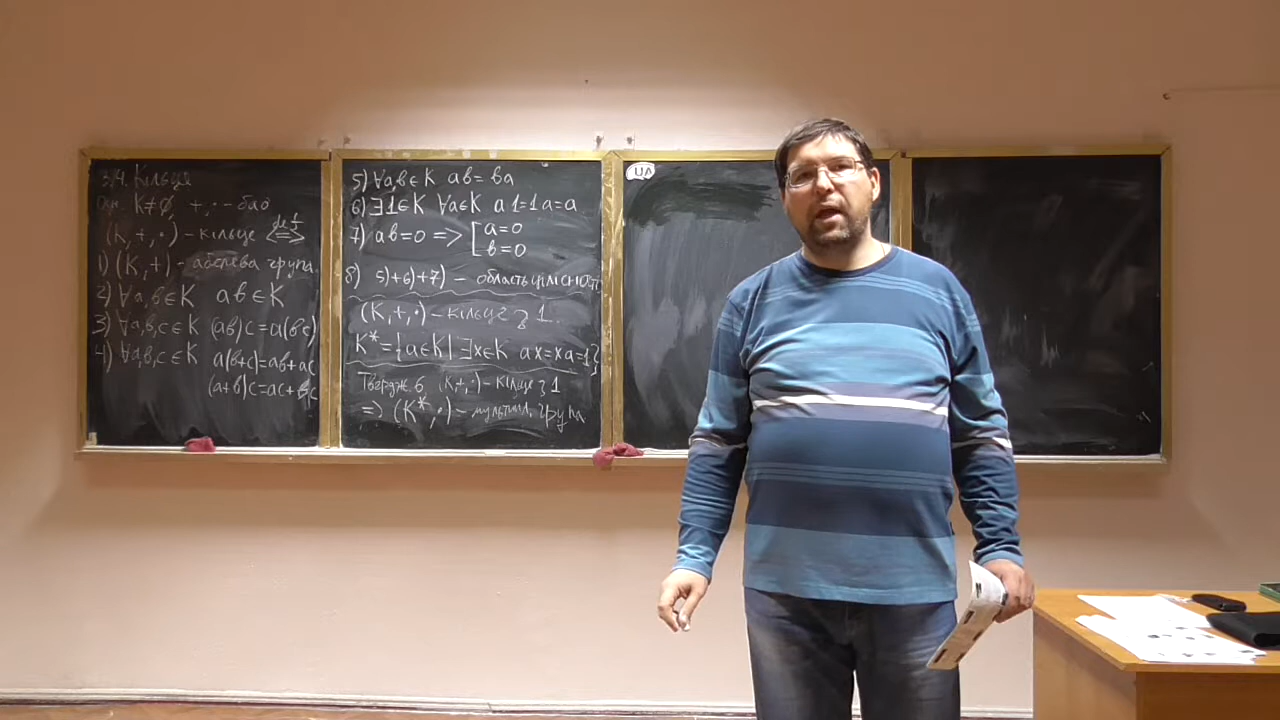 3.4. Кільця
Озн. K≠∅, +,· – бао
(K,+,·) – кільце ⇔ def
1) (K,+) – абелева група.
2) ∀a,b∈K ab∈K
3) ∀a,b,c∈K (ab)c=a(bc)
4) ∀a,b,c∈K a(b+c)=ab+ac
(a+b)c=ac+bc
5) ∀a,b∈K ab=ba
6) ∃1∈K ∀a∈K a1=1a=a
7) ab=0 => [a=0
b=0
8) 5)+6)+7) – область цілісності
(K,+,·) – кільце з 1.
K*={a∈K| ∃x∈K ax=xa=1}
Тврдж. 6 (K,+,·) – кільце з 1
=> (K*,·) – мультипл. група
UA